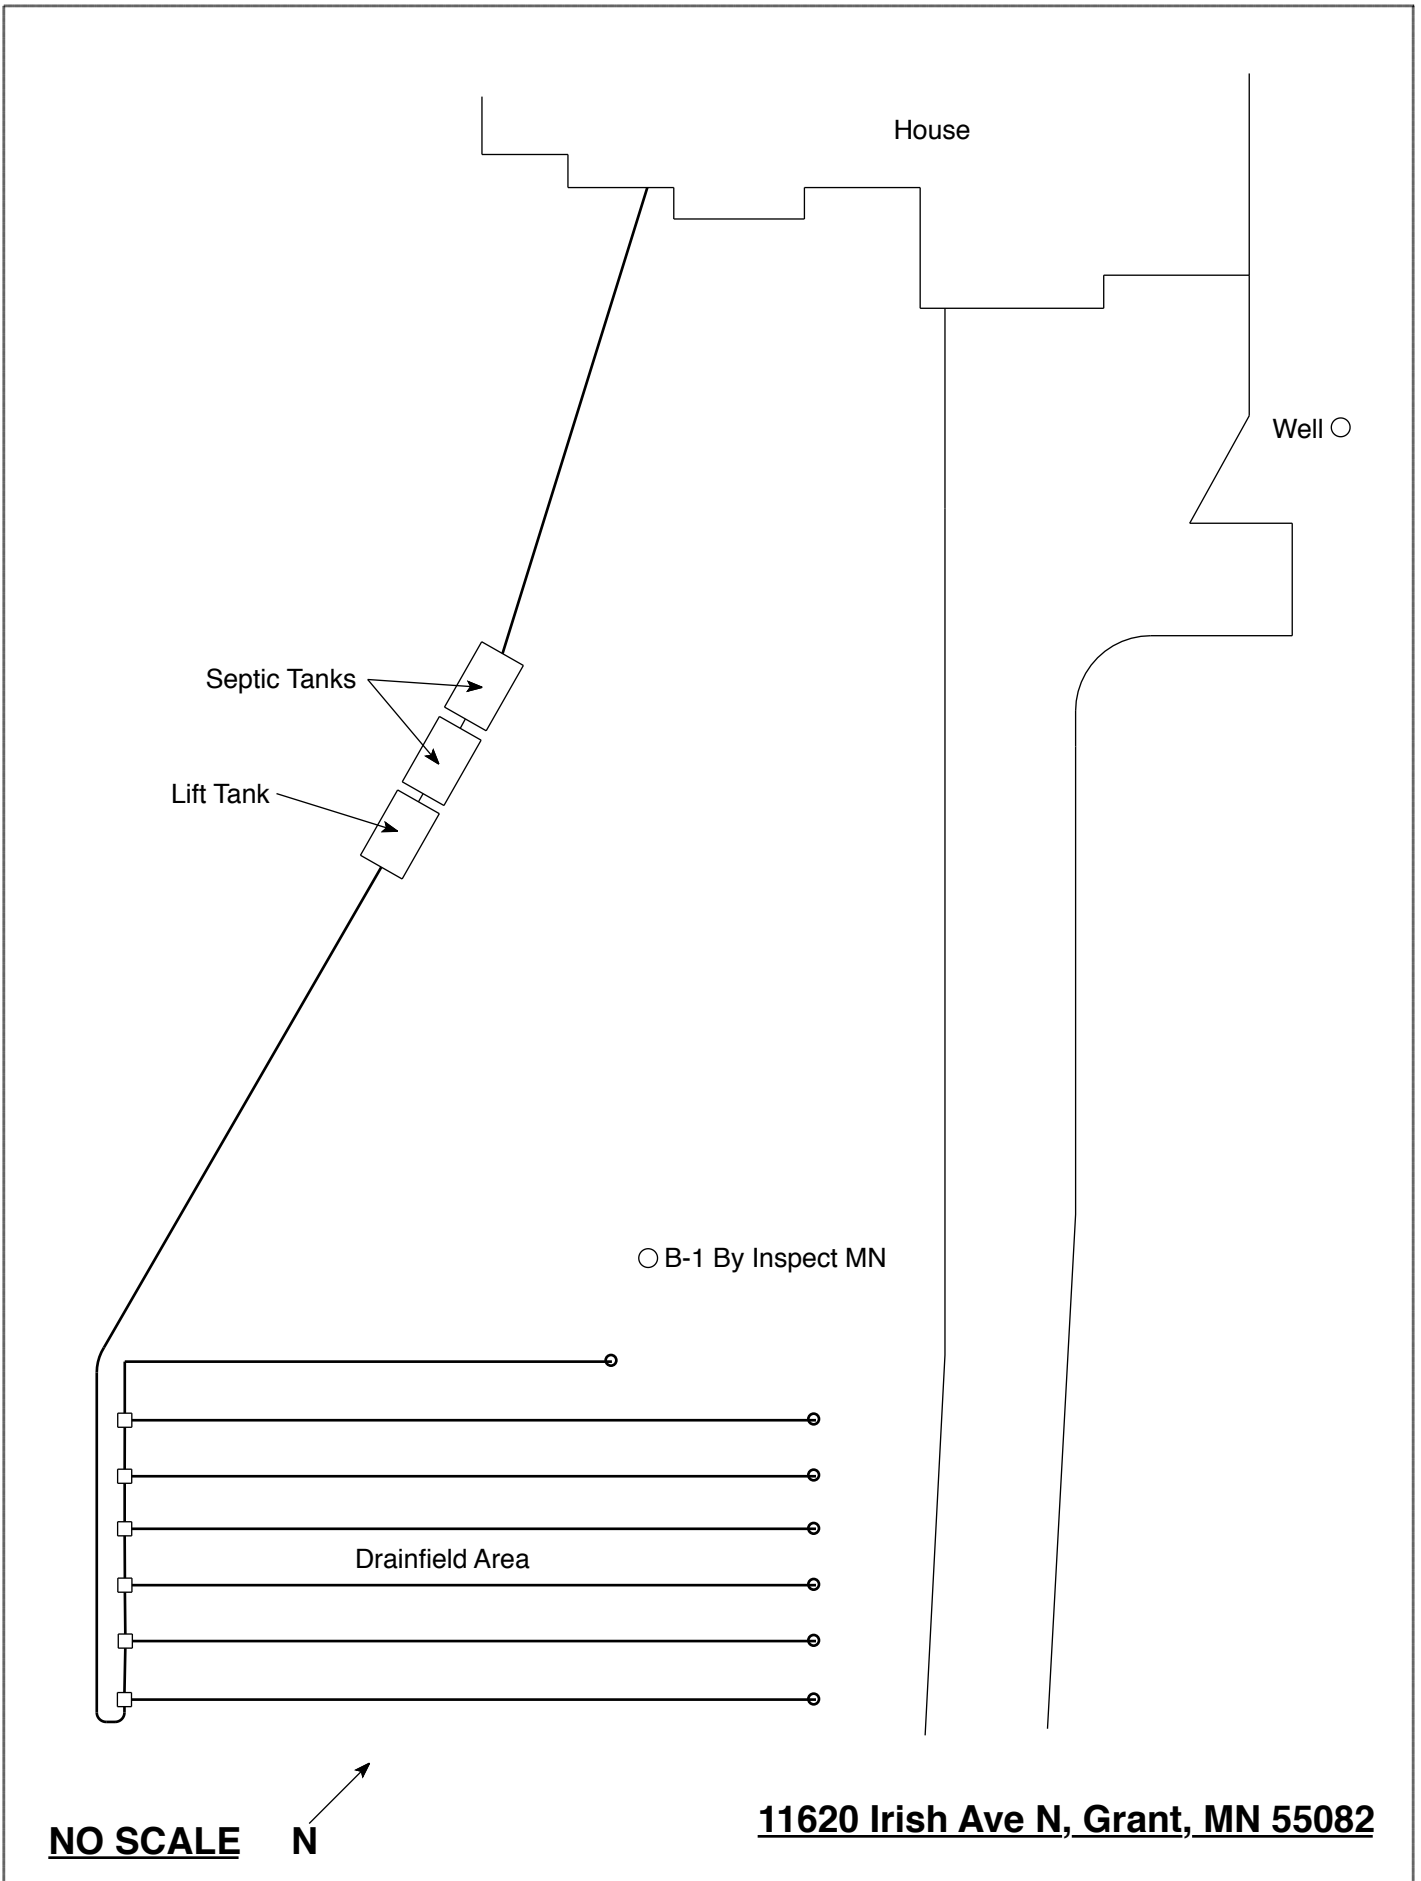 House
Well
Septic Tanks
Lift Tank
B-1 By Inspect MN
Drainfield Area
11620 Irish Ave N, Grant, MN 55082
NO SCALE N